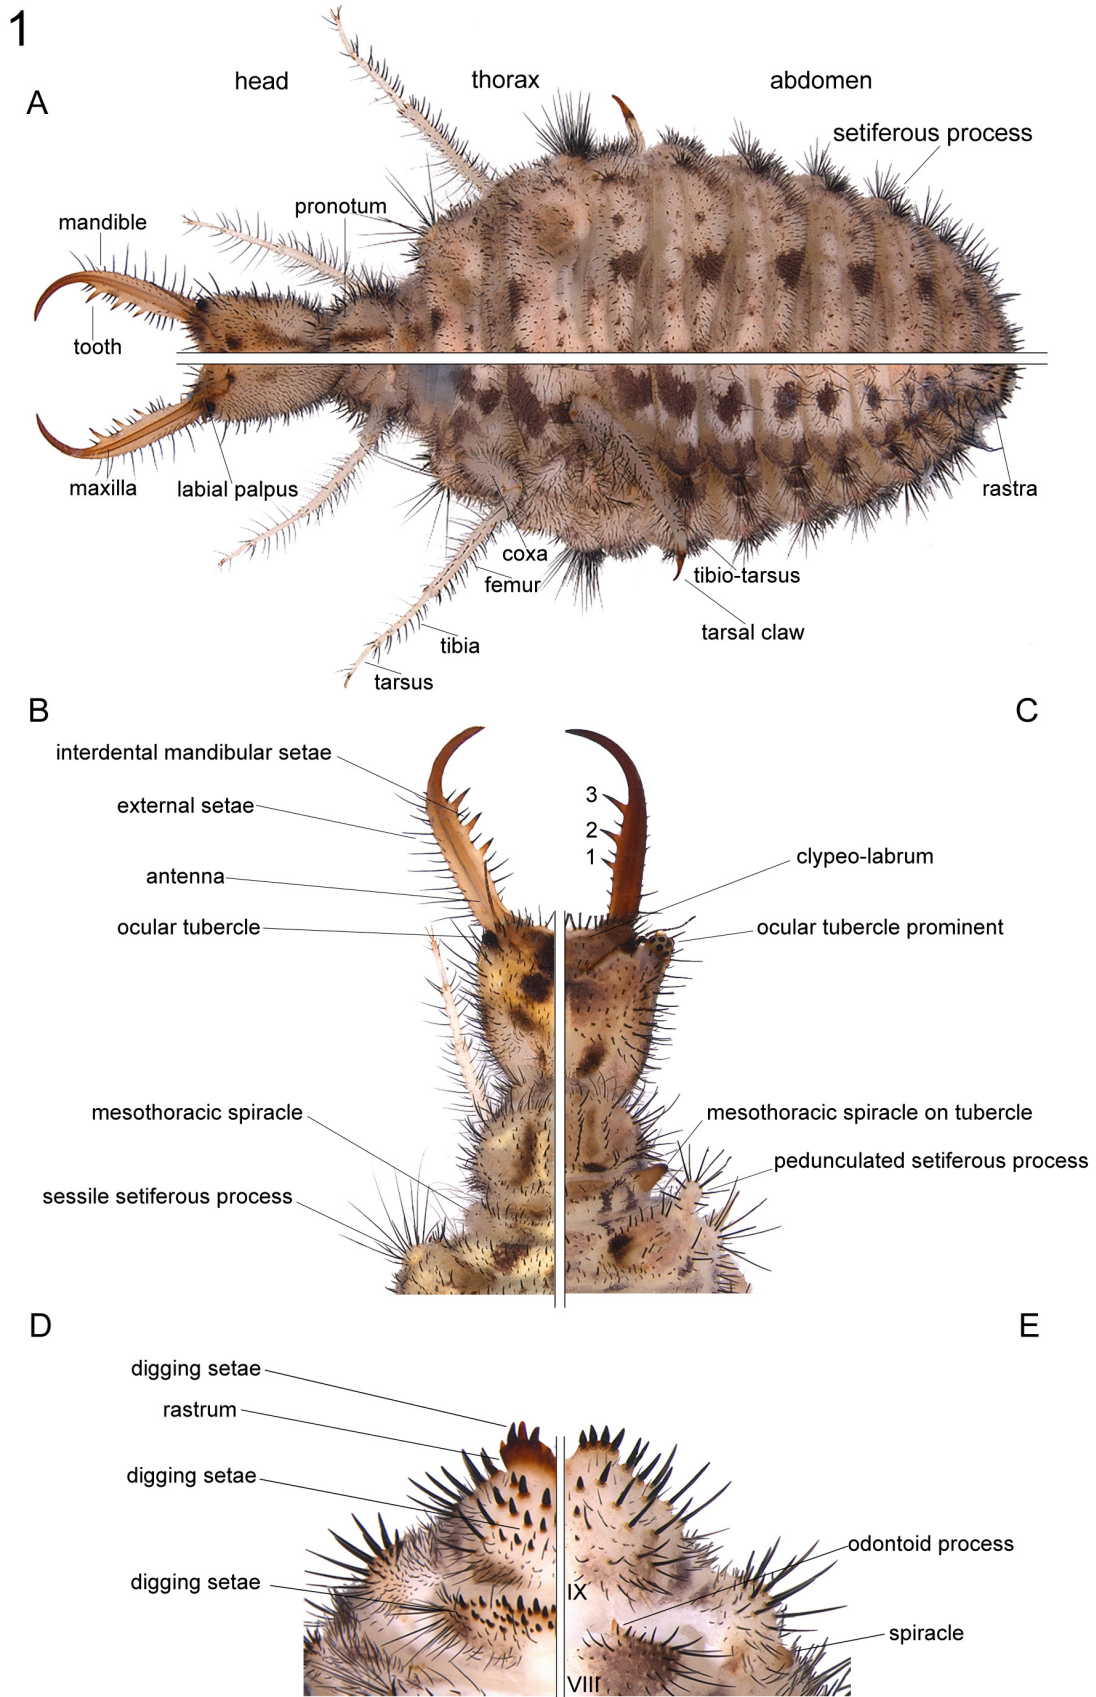 1
A
head
thorax
abdomen
setiferous process
pronotum
mandible
tooth
maxilla
labial palpus
rastra
coxa
femur
tibio-tarsus
tibia
tarsal claw
tarsus
B
C
interdental mandibular setae
external setae
3
2
1
antenna
clypeo-labrum
ocular tubercle
ocular tubercle prominent
mesothoracic spiracle
mesothoracic spiracle on tubercle
pedunculated setiferous process
sessile setiferous process
D
E
digging setae
rastrum
digging setae
odontoid process
digging setae
IX
spiracle
VIII